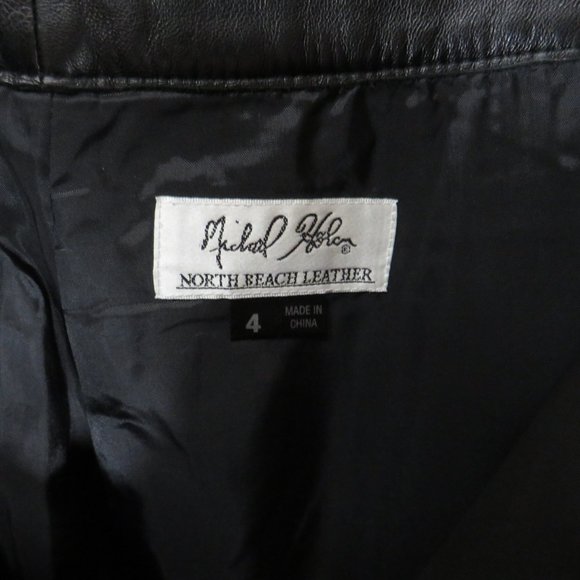 Michael Hoban®
NORTH BEACH LEATHER
4
MADE IN
CHINA